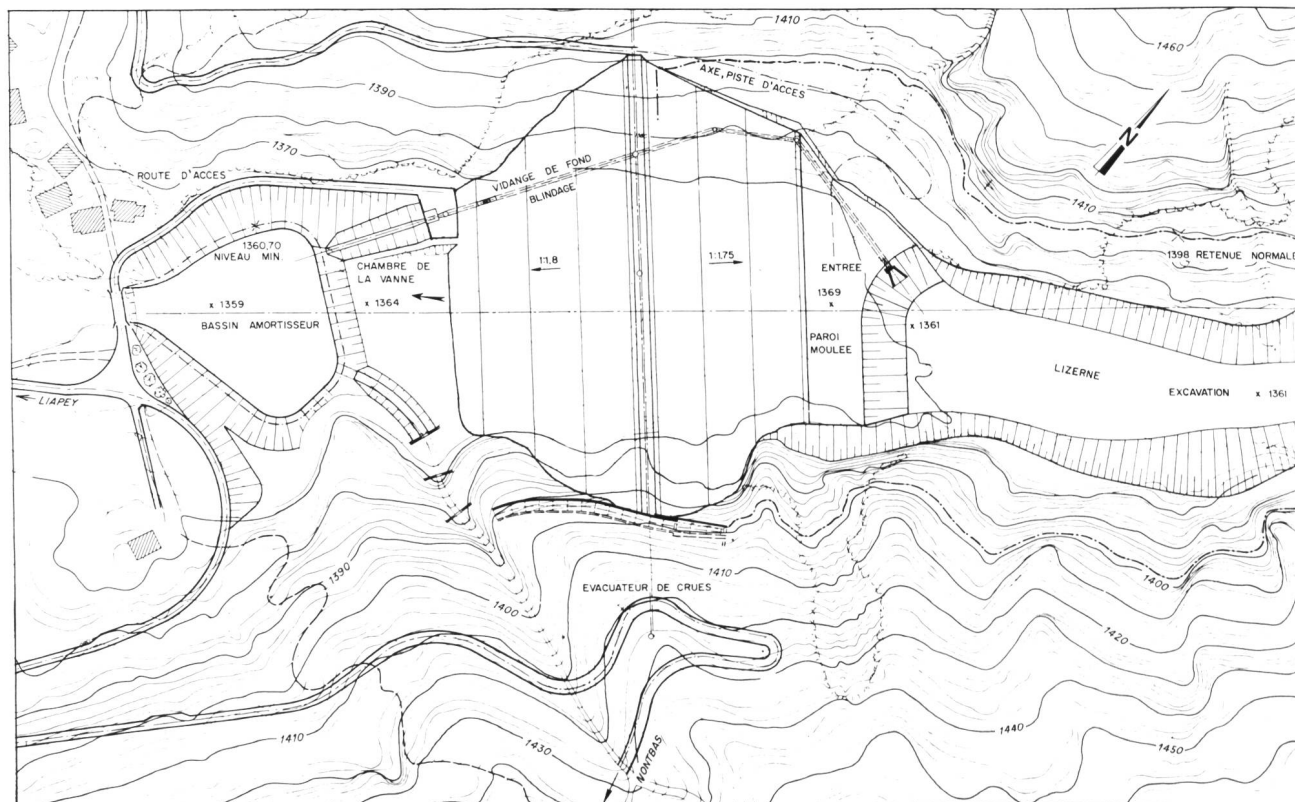 1410
1460
AXE, PISTE D'ACCES
1390
N
1370
ROUTE D'ACCES
VIDANGE DE FOND
BLINDAGE
1410
1360,70
NIVEAU MIN.
CHAMBRE DE
LA VANNE
1:1,8
1:1,75
ENTREE
1398 RETENUE NORMALE
x 1359
x 1364
1369
x
BASSIN AMORTISSEUR
x 1361
PAROI
MOULEE
LIZERNE
EXCAVATION x 1361
LIAPEY
1390
1410
1400
EVACUATEUR DE CRUES
1400
1420
1410
1430
NONTBAS
1440
1450